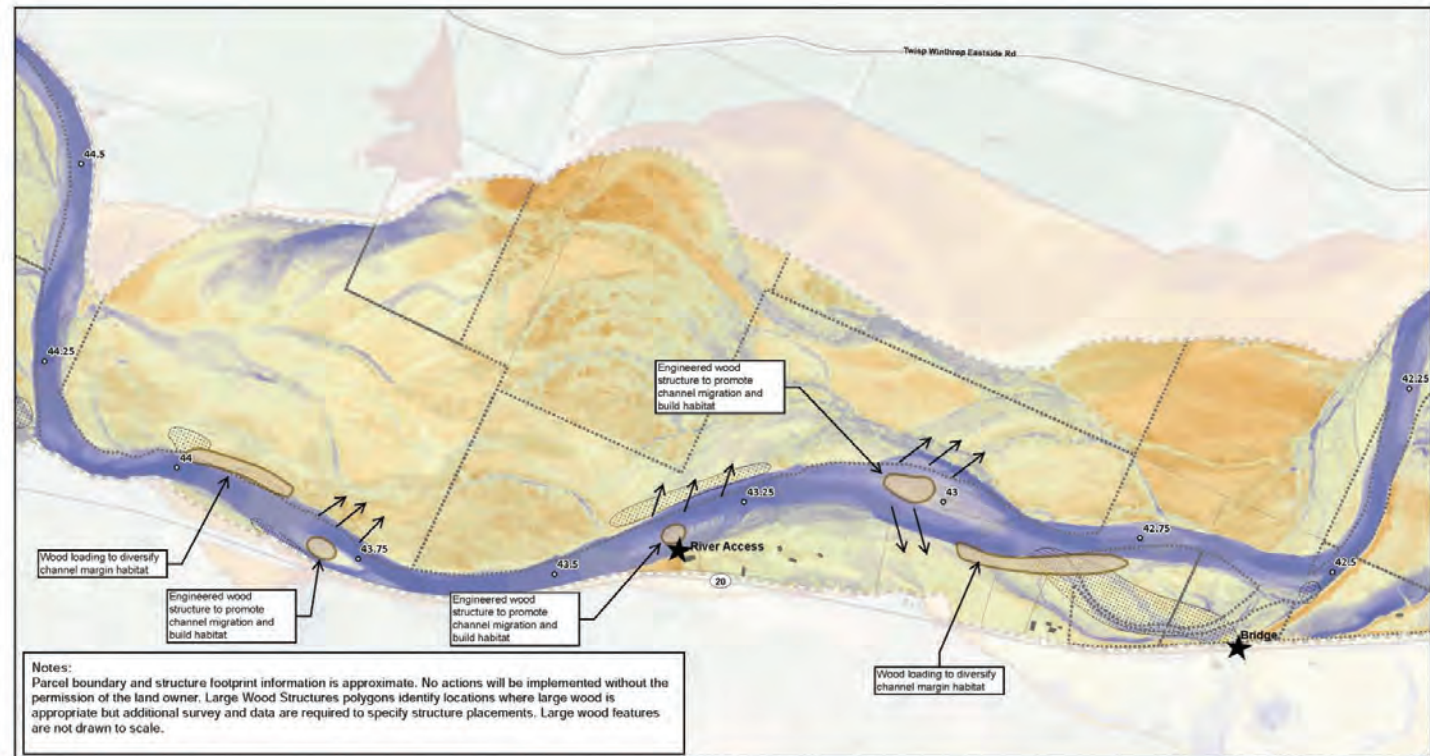 Twisp Winthrop Eastside Rd
44.5
44.25
42.25
Engineered wood
structure to promote
channel migration and
build habitat
44
43.25
43
Wood loading to diversify
channel margin habitat
43.75
43.5
River Access
42.75
42.5
20
Engineered wood
structure to promote
channel migration and
build habitat
Engineered wood
structure to promote
channel migration and
build habitat
Bridge
Wood loading to diversify
channel margin habitat
Notes:
Parcel boundary and structure footprint information is approximate. No actions will be implemented without the
permission of the land owner. Large Wood Structures polygons identify locations where large wood is
appropriate but additional survey and data are required to specify structure placements. Large wood features
are not drawn to scale.